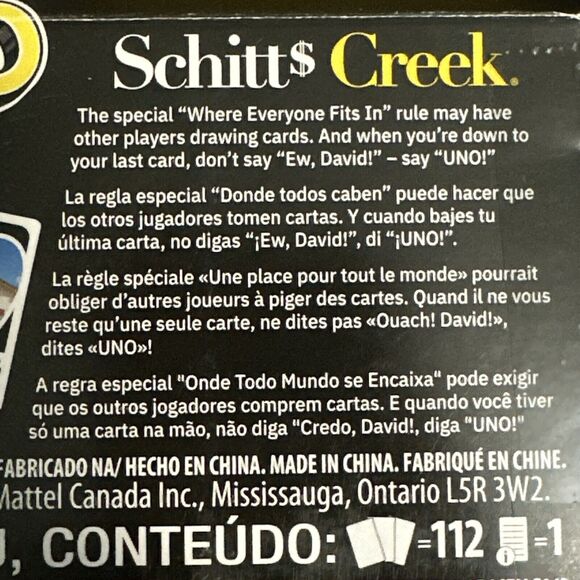 Schitt$ Creek.
The special “Where Everyone Fits In” rule may have
other players drawing cards. And when you’re down to
your last card, don’t say “Ew, David!” – say “UNO!”
La regla especial “Donde todos caben” puede hacer que
los otros jugadores tomen cartas. Y cuando bajes tu
última carta, no digas “¡Ew, David!”, di “¡UNO!”.
La règle spéciale «Une place pour tout le monde» pourrait
obliger d’autres joueurs à piger des cartes. Quand il ne vous
reste qu’une seule carte, ne dites pas «Ouach! David!»,
dites «UNO»!
A regra especial "Onde Todo Mundo se Encaixa" pode exigir
que os outros jogadores comprem cartas. E quando você tiver
só uma carta na mão, não diga "Credo, David!, diga "UNO!"
FABRICADO NA/ HECHO EN CHINA. MADE IN CHINA. FABRIQUÉ EN CHINE.
Mattel Canada Inc., Mississauga, Ontario L5R 3W2.
, CONTEÚDO: =112 i =1